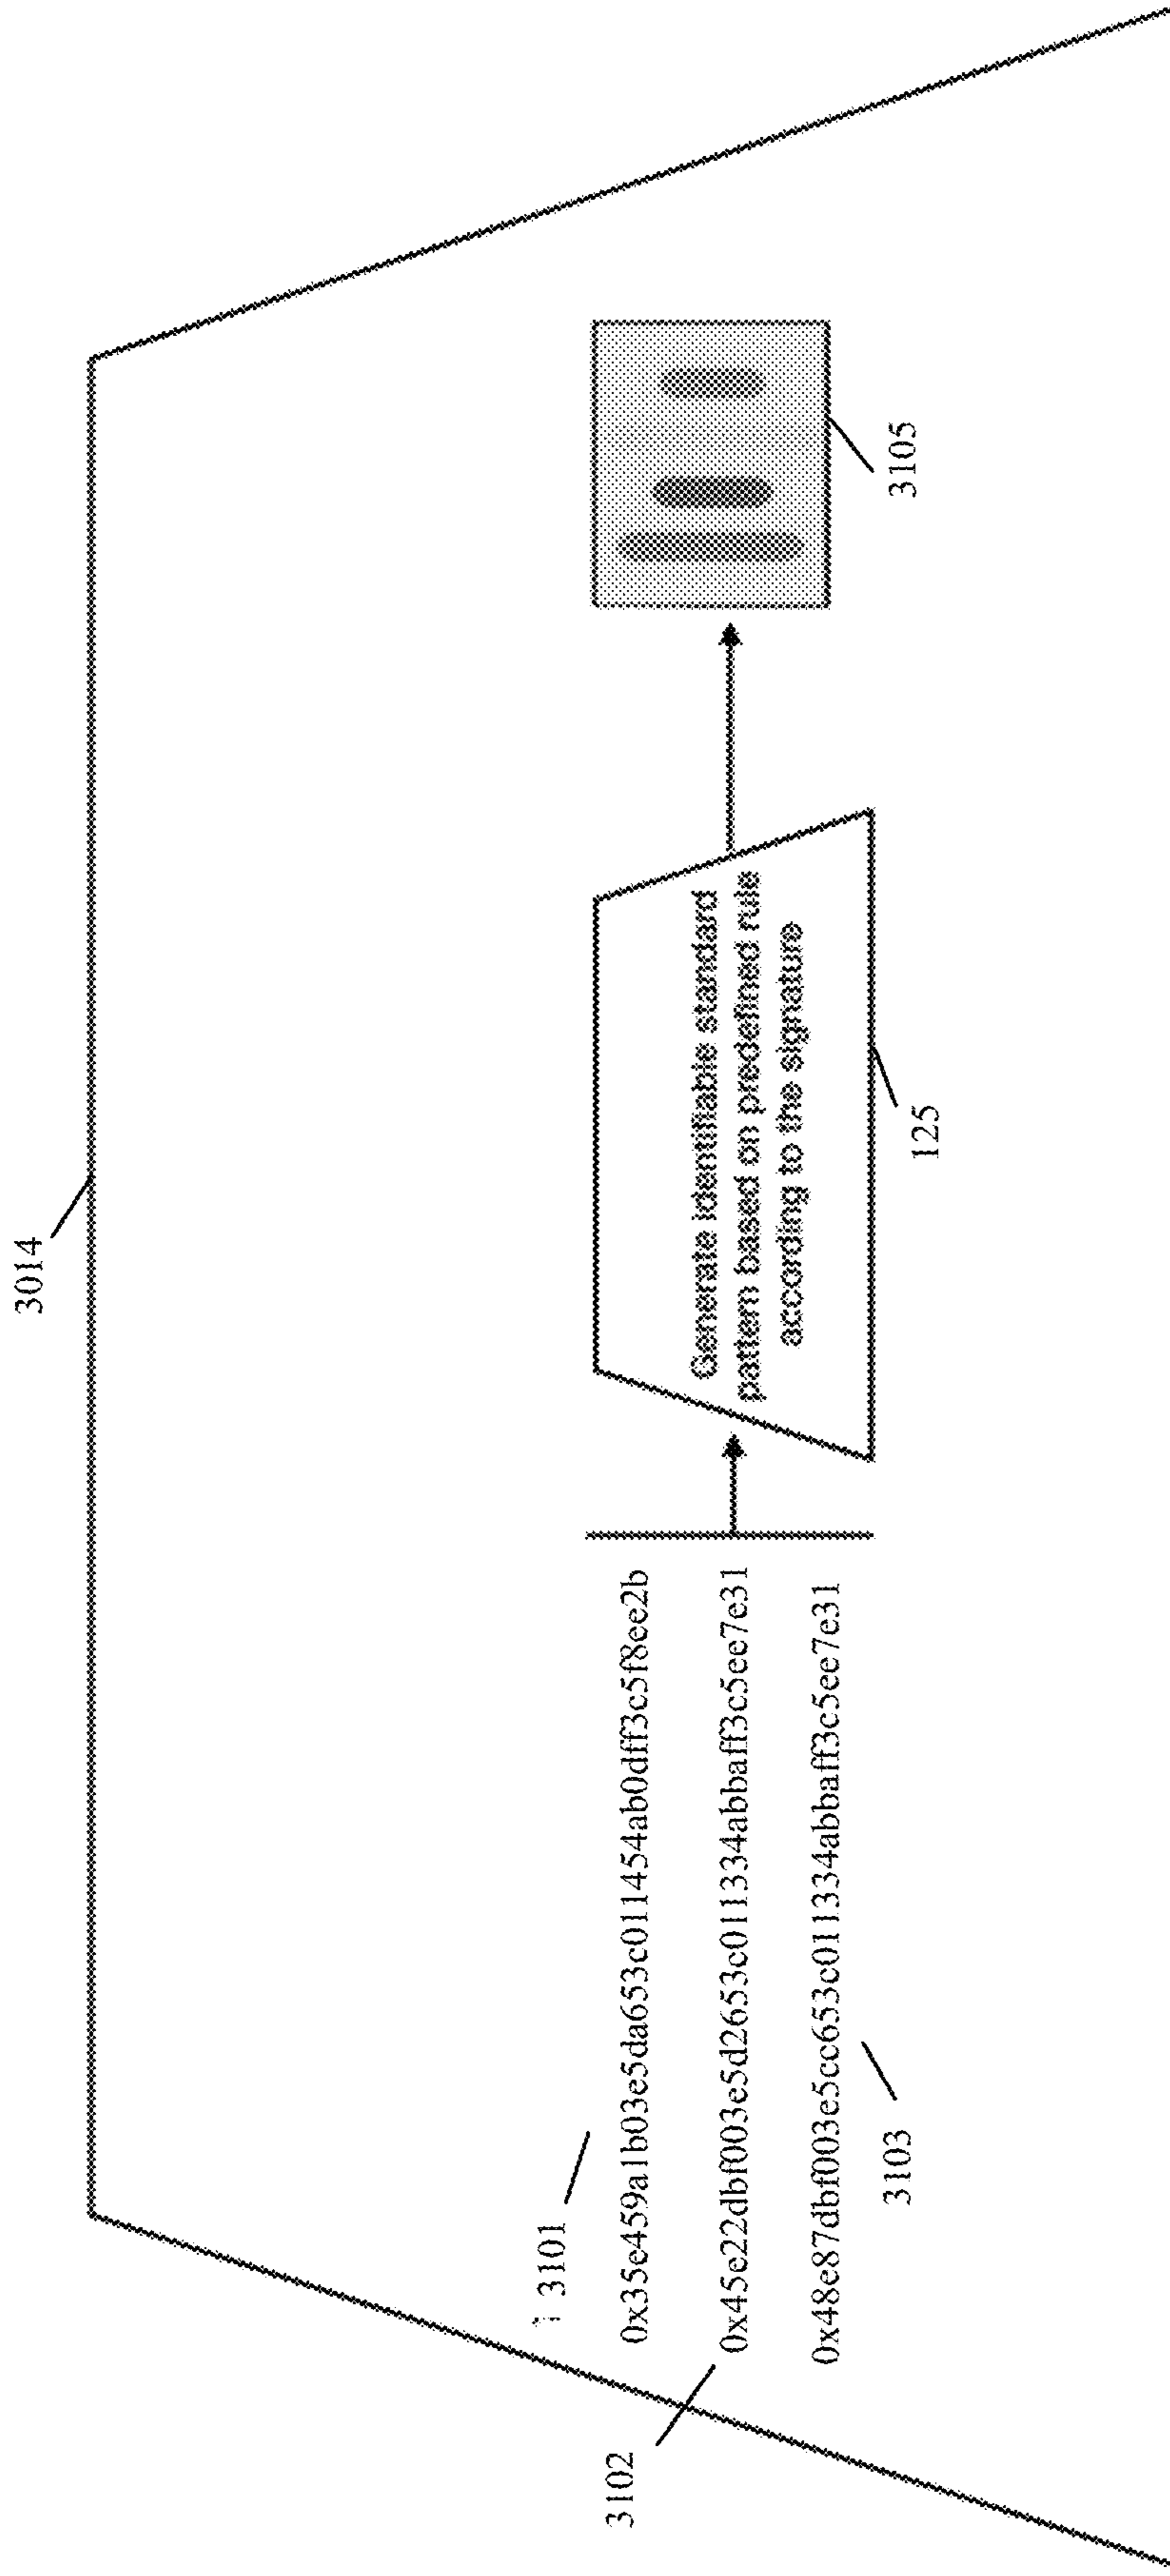 3014
3101
0x35e459a1b03e5da653c011454ab0dff3c5f8ee2b
3102
0x45e22dbf003e5d2653c011334abbaff3c5ee7e31
0x48e87dbf003e5cc653c011334abbaff3c5ee7e31
3103
Generate identifiable standard
pattern based on predefined rule
according to the signature
125
3105